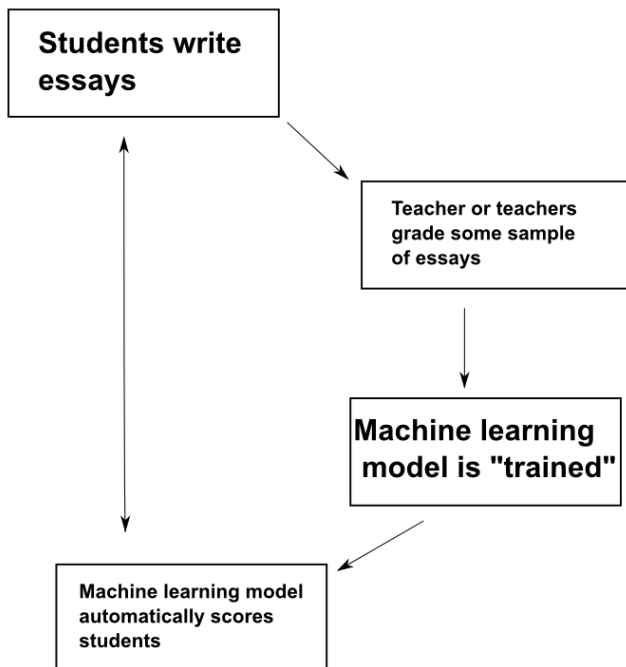 Students write
essays
Teacher or teachers
grade some sample
of essays
Machine learning
model is "trained"
Machine learning model
automatically scores
students